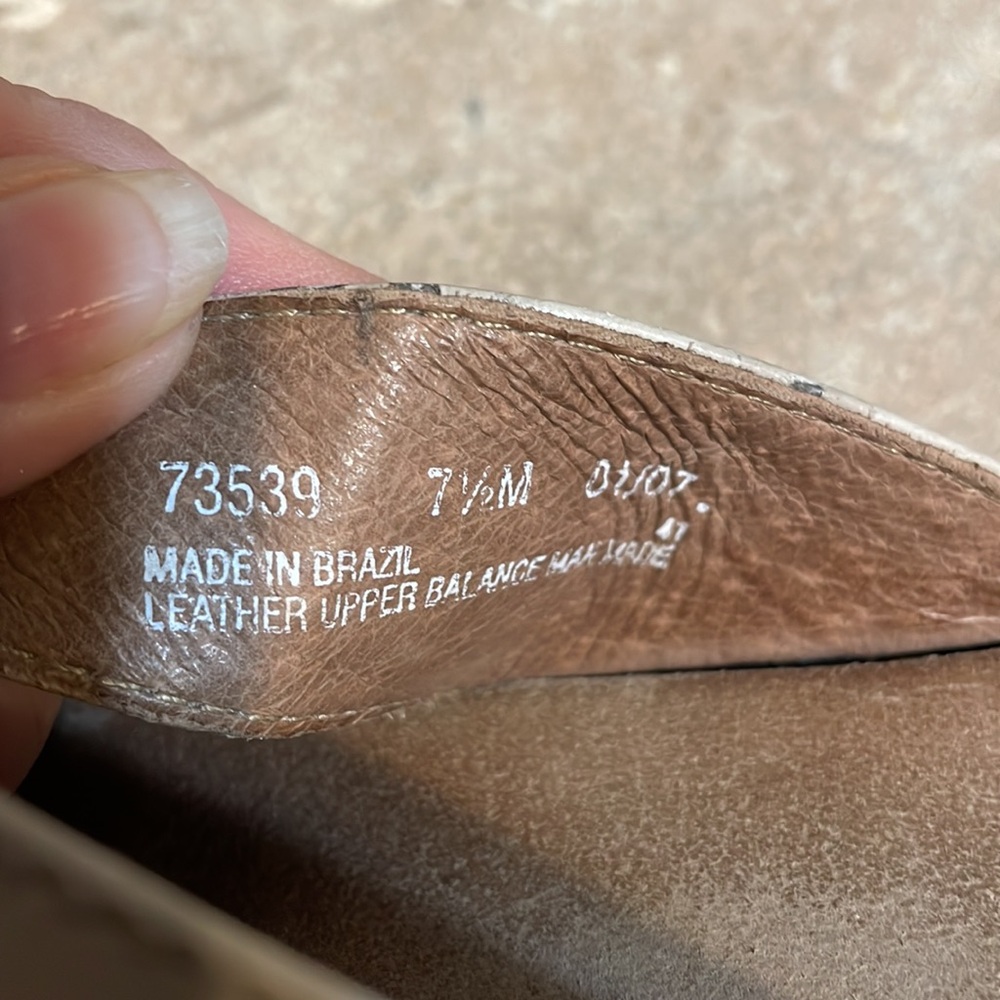 73539 7½M 01/07
MADE IN BRAZIL
LEATHER UPPER BALANCE MAN MADE